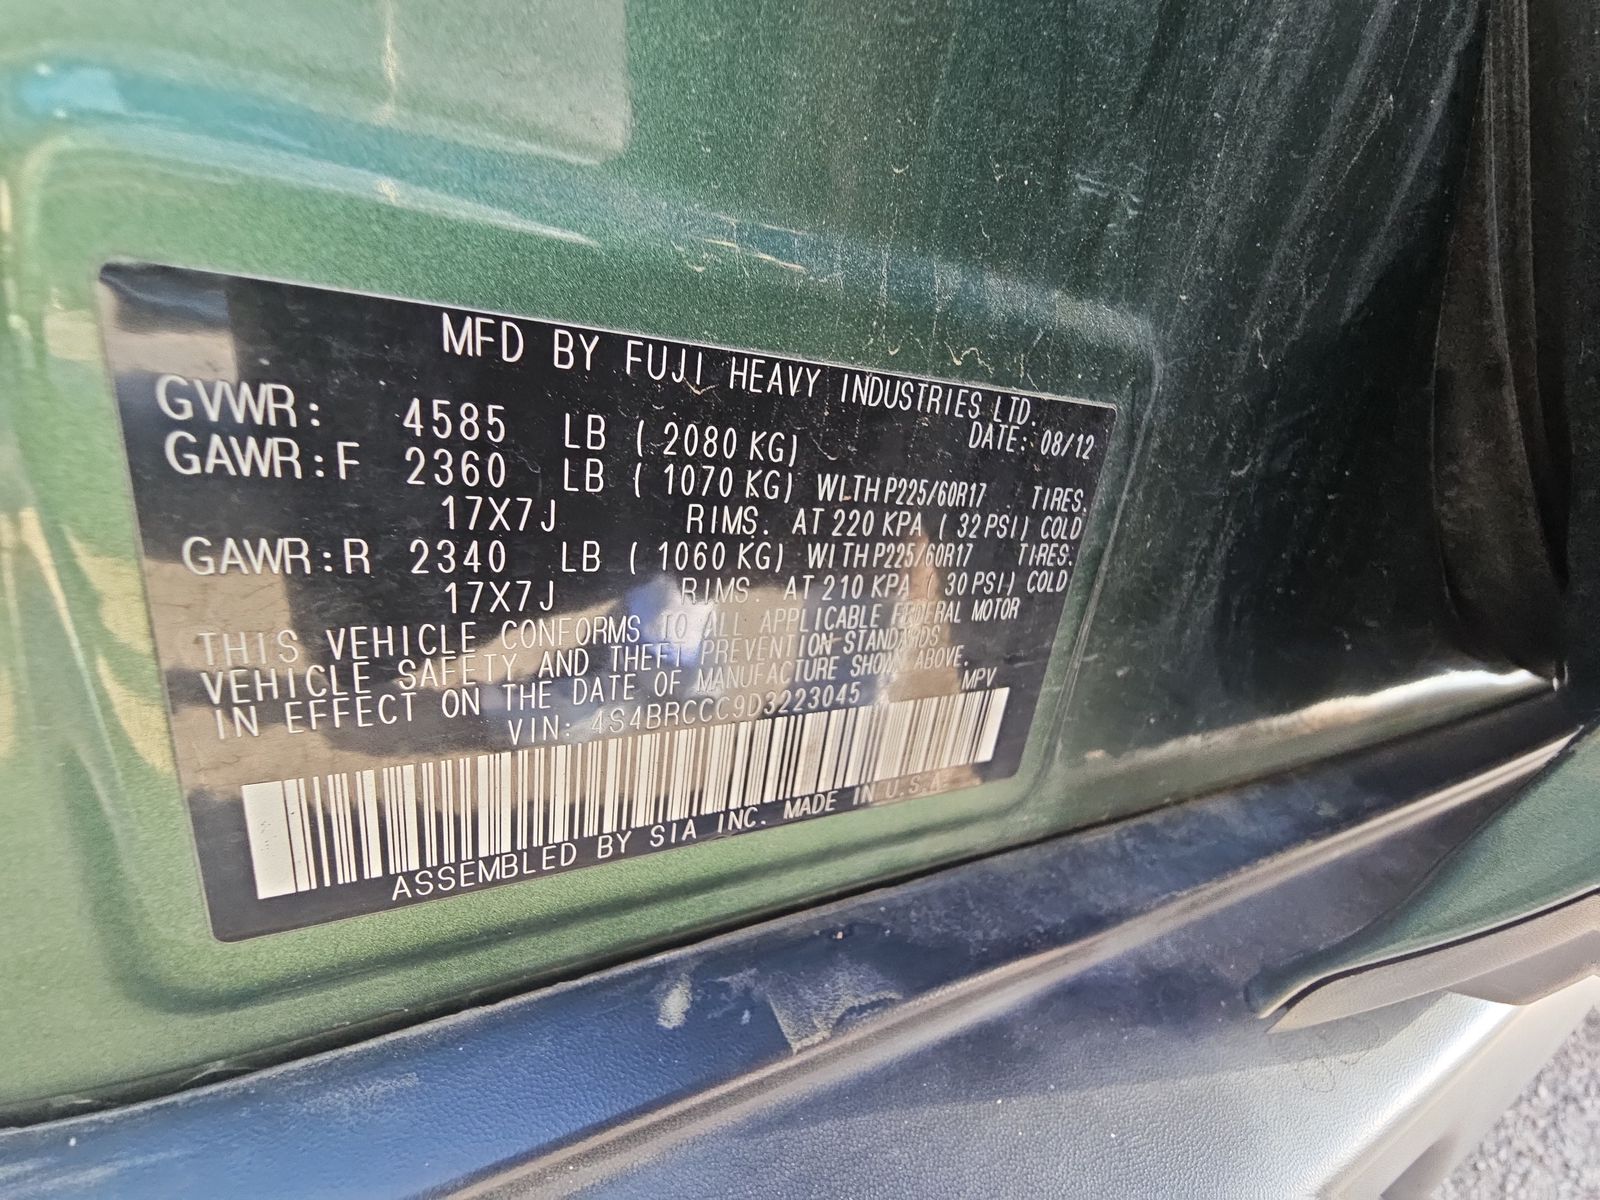 MFD BY FUJI HEAVY INDUSTRIES LTD.
DATE: 08/12
GVWR: 4585 LB ( 2080 KG)
GAWR:F 2360 LB ( 1070 KG) WITH P225/60R17 TIRES.
17X7J RIMS. AT 220 KPA ( 32 PSI) COLD
GAWR:R 2340 LB ( 1060 KG) WITH P225/60R17 TIRES.
17X7J RIMS. AT 210 KPA ( 30 PSI) COLD
THIS VEHICLE CONFORMS TO ALL APPLICABLE FEDERAL MOTOR
VEHICLE SAFETY AND THEFT PREVENTION STANDARDS
IN EFFECT ON THE DATE OF MANUFACTURE SHOWN ABOVE.
VIN: 4S4BRCCC9D3223045 MPV
ASSEMBLED BY SIA INC. MADE IN U.S.A.